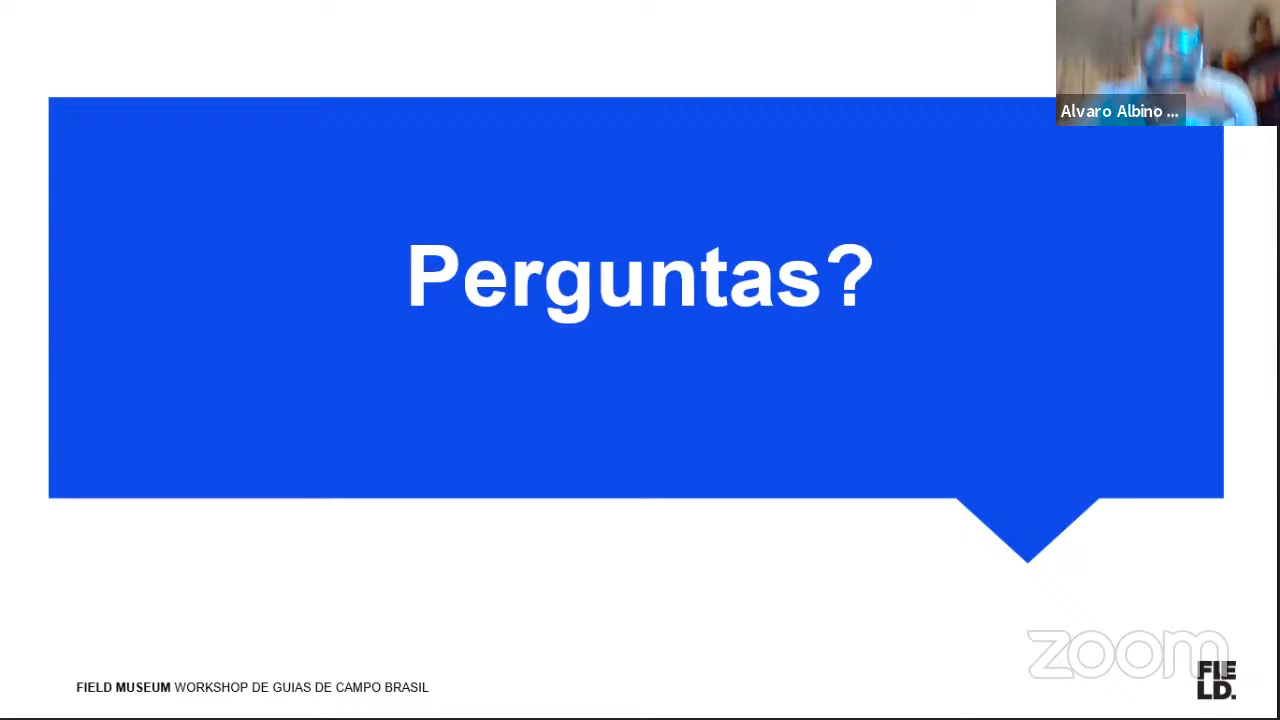 Alvaro Albino ...
Perguntas?
zoom
FIE
LD.
FIELD MUSEUM WORKSHOP DE GUIAS DE CAMPO BRASIL